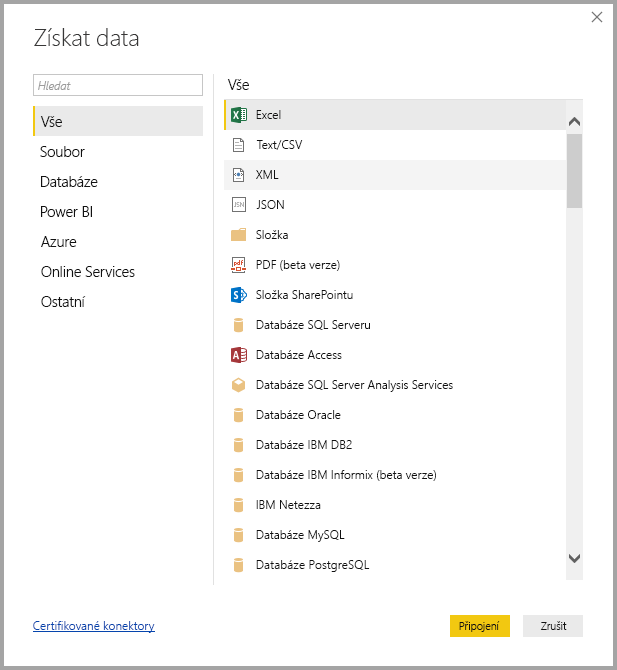 Získat data
Hledat
Vše
Soubor
Databáze
Power BI
Azure
Online Services
Ostatní
Vše
Excel
Text/CSV
XML
JSON
Složka
PDF (beta verze)
Složka SharePointu
Databáze SQL Serveru
Databáze Access
Databáze SQL Server Analysis Services
Databáze Oracle
Databáze IBM DB2
Databáze IBM Informix (beta verze)
IBM Netezza
Databáze MySQL
Databáze PostgreSQL
Certifikované konektory
Připojení
Zrušit